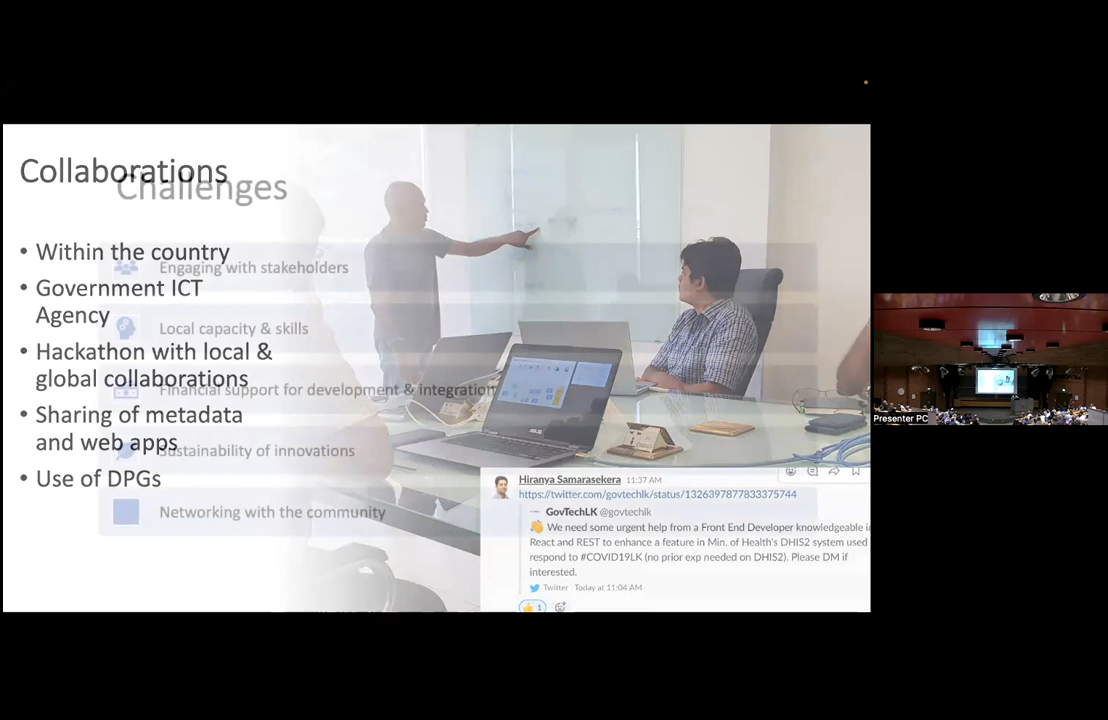 Collaborations
Challenges
• Within the country
Engaging with stakeholders
• Government ICT
Agency
Local capacity & skills
• Hackathon with local &
global collaborations
Financial support for development & integration
• Sharing of metadata
and web apps
Sustainability of innovations
• Use of DPGs
Networking with the community
ASUS
Hiranya Samarasekera 11:37 AM
https://twitter.com/govtechlk/status/1326397877833375744
GovTechLK @govtechlk
👏 We need some urgent help from a Front End Developer knowledgeable in
React and REST to enhance a feature in Min. of Health's DHIS2 system used
respond to #COVID19LK (no prior exp needed on DHIS2). Please DM if
interested.
Twitter Today at 11:04 AM
👍 1
Presenter PC